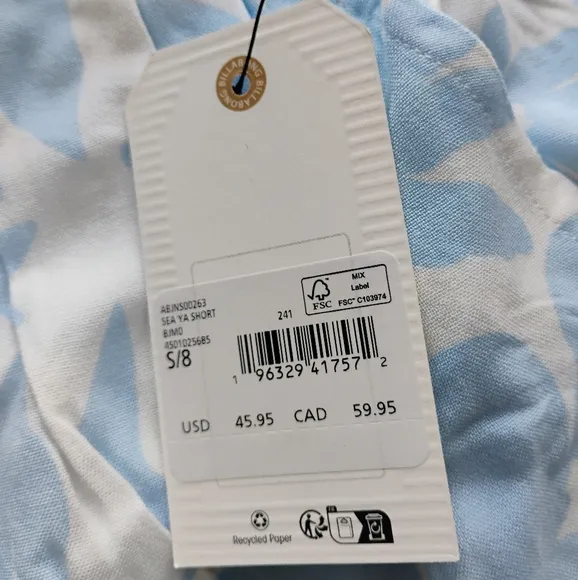 BILLABONG BILLABONG
MIX
Label
FSC
FSC® C103974
ABJNS00263
SEA YA SHORT
BJM0
4501025685
S/8
241
1 96329 41757 2
USD 45.95 CAD 59.95
Recycled Paper
FR